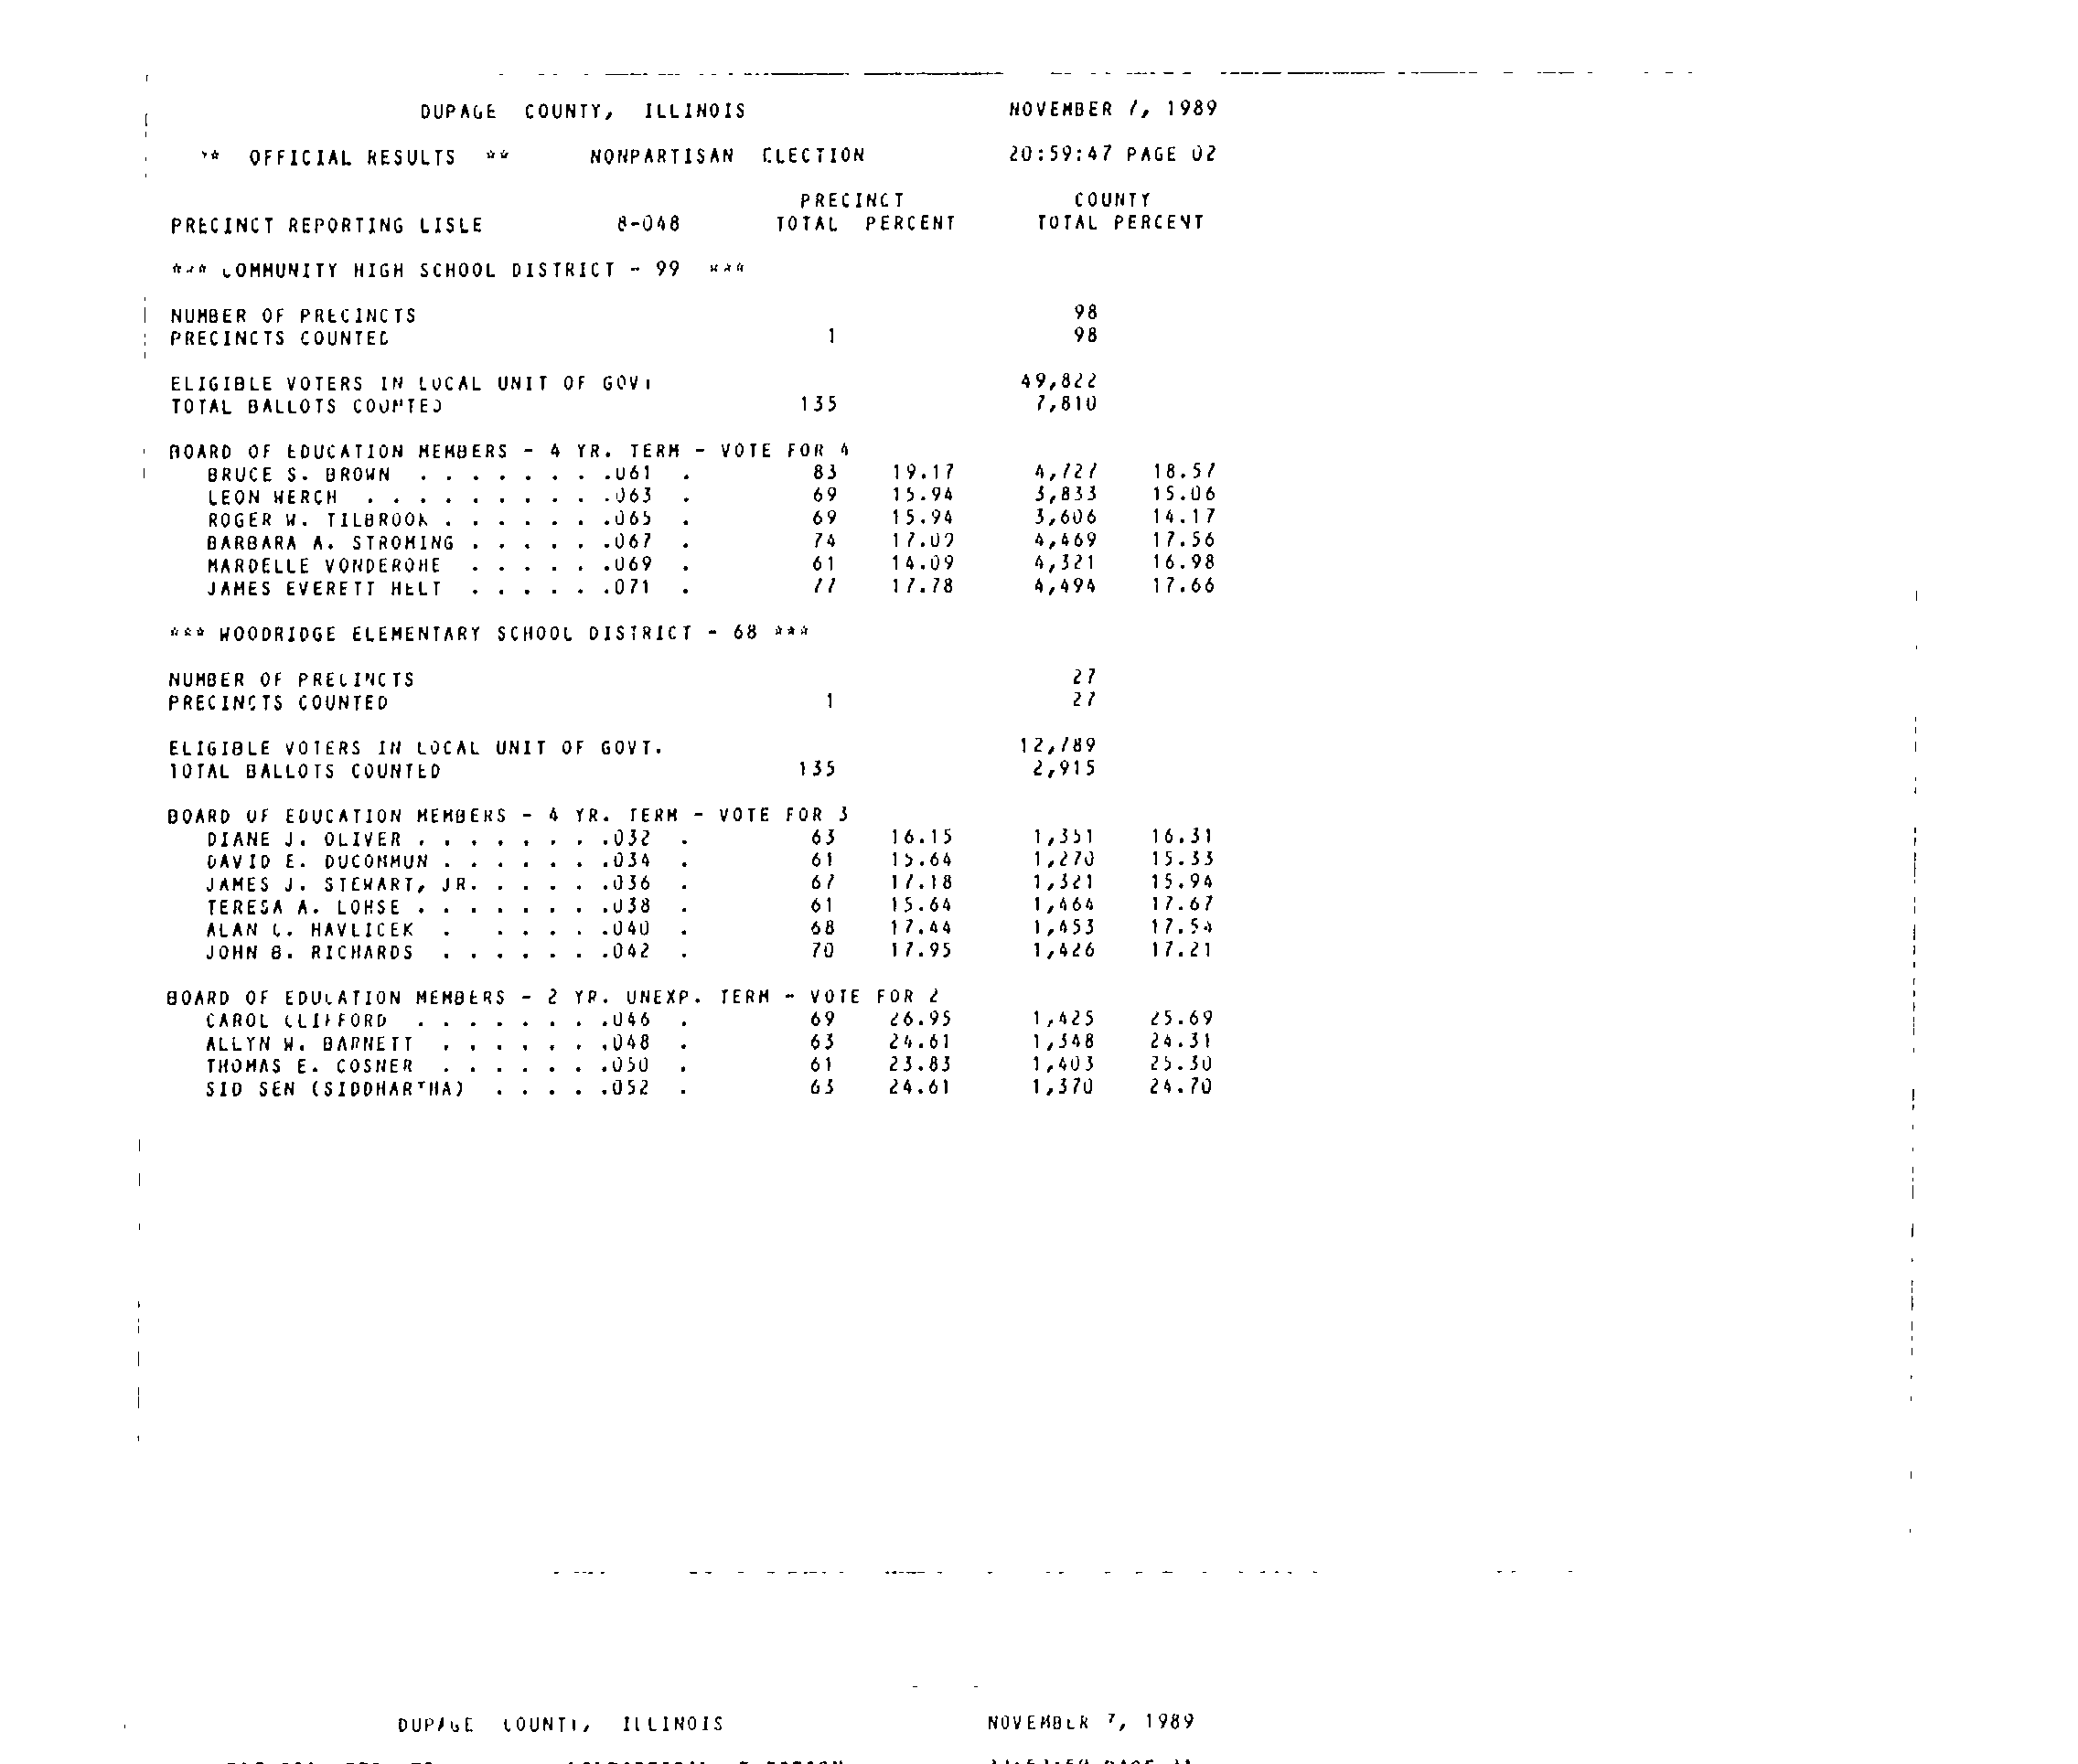 DUPAGE COUNTY, ILLINOIS NOVEMBER 7, 1989
** OFFICIAL RESULTS ** NONPARTISAN ELECTION 20:59:47 PAGE 02
PRECINCT COUNTY
PRECINCT REPORTING LISLE 8-048 TOTAL PERCENT TOTAL PERCENT
*** COMMUNITY HIGH SCHOOL DISTRICT - 99 ***
NUMBER OF PRECINCTS 98
PRECINCTS COUNTED 1 98
ELIGIBLE VOTERS IN LOCAL UNIT OF GOVT 49,822
TOTAL BALLOTS COUNTED 135 7,810
BOARD OF EDUCATION MEMBERS - 4 YR. TERM - VOTE FOR 4
BRUCE S. BROWN . . . . . . . .061 . 83 19.17 4,727 18.57
LEON WERCH . . . . . . . . . .063 . 69 15.94 3,833 15.06
ROGER W. TILBROOK . . . . . . .065 . 69 15.94 3,606 14.17
BARBARA A. STROMING . . . . . .067 . 74 17.09 4,469 17.56
MARDELLE VONDEROHE . . . . . .069 . 61 14.09 4,321 16.98
JAMES EVERETT HELT . . . . . .071 . 77 17.78 4,494 17.66
*** WOODRIDGE ELEMENTARY SCHOOL DISTRICT - 68 ***
NUMBER OF PRECINCTS 27
PRECINCTS COUNTED 1 27
ELIGIBLE VOTERS IN LOCAL UNIT OF GOVT. 12,789
TOTAL BALLOTS COUNTED 135 2,915
BOARD OF EDUCATION MEMBERS - 4 YR. TERM - VOTE FOR 3
DIANE J. OLIVER . . . . . . . .032 . 63 16.15 1,351 16.31
DAVID E. DUCOMMUN . . . . . . .034 . 61 15.64 1,270 15.33
JAMES J. STEWART, JR. . . . . .036 . 67 17.18 1,321 15.94
TERESA A. LOHSE . . . . . . . .038 . 61 15.64 1,464 17.67
ALAN L. HAVLICEK . . . . . .040 . 68 17.44 1,453 17.54
JOHN B. RICHARDS . . . . . . .042 . 70 17.95 1,426 17.21
BOARD OF EDUCATION MEMBERS - 2 YR. UNEXP. TERM - VOTE FOR 2
CAROL CLIFFORD . . . . . . . .046 . 69 26.95 1,425 25.69
ALLYN W. BARNETT . . . . . . .048 . 63 24.61 1,348 24.31
THOMAS E. COSNER . . . . . . .050 . 61 23.83 1,403 25.30
SID SEN (SIDDHARTHA) . . . . .052 . 63 24.61 1,370 24.70
DUPAGE COUNTY, ILLINOIS NOVEMBER 7, 1989